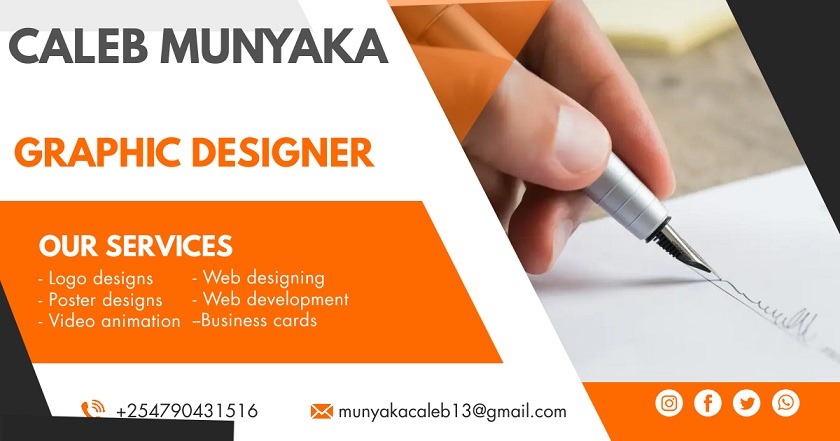 CALEB MUNYAKA
GRAPHIC DESIGNER
OUR SERVICES
- Logo designs
- Poster designs
- Video animation
- Web designing
- Web development
–Business cards
+254790431516
munyakacaleb13@gmail.com